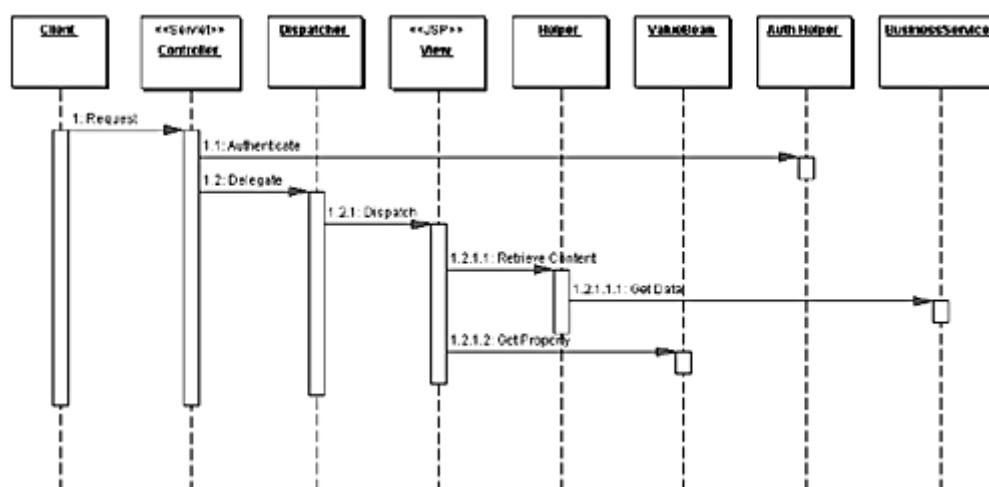 Client
<<Servlet>>
Controller
Dispatcher
<<JSP>>
View
Helper
ValueBean
Auth Helper
BusinessService
1: Request
1.1: Authenticate
1.2: Delegate
1.2.1: Dispatch
1.2.1.1: Retrieve Content
1.2.1.1.1: Get Data
1.2.1.2: Get Property